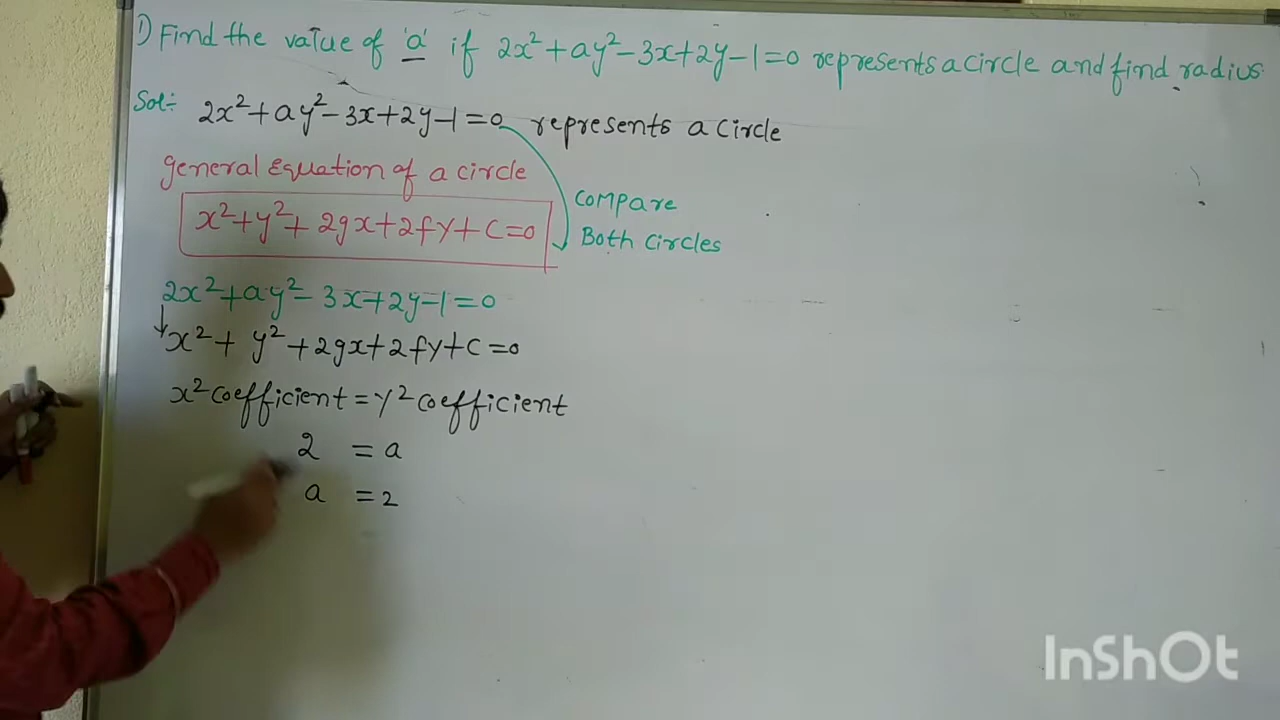 1) Find the value of 'a' if 2x²+ay²-3x+2y-1=0 represents a circle and find radius.
Sol:- 2x²+ay²-3x+2y-1=0 represents a circle
general Equation of a circle
x²+y²+2gx+2fy+c=0
compare
Both circles
2x²+ay²-3x+2y-1=0
x²+y²+2gx+2fy+c=0
x² coefficient = y² coefficient
2 = a
a = 2
InShOt